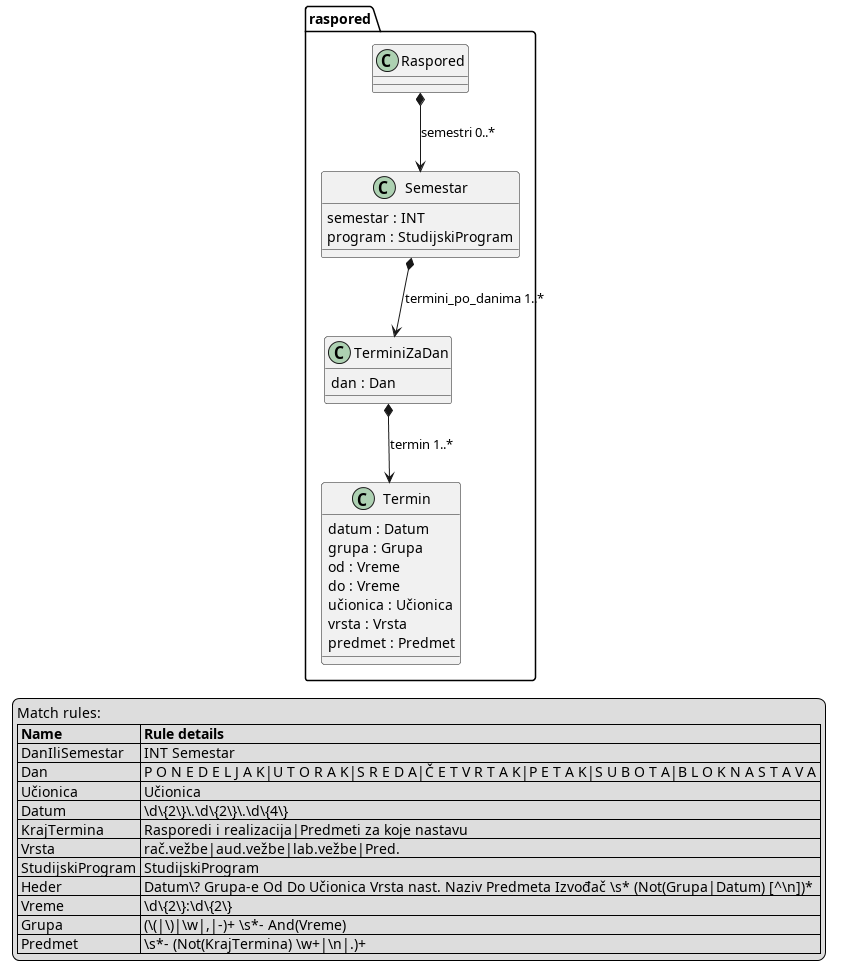 raspored
C Raspored
semestri 0..*
C Semestar
semestar : INT
program : StudijskiProgram
termini_po_danima 1..*
C TerminiZaDan
dan : Dan
termin 1..*
C Termin
datum : Datum
grupa : Grupa
od : Vreme
do : Vreme
učionica : Učionica
vrsta : Vrsta
predmet : Predmet
Match rules:
Name Rule details
DanIliSemestar INT Semestar
Dan P O N E D E L J A K|U T O R A K|S R E D A|Č E T V R T A K|P E T A K|S U B O T A|B L O K N A S T A V A
Učionica Učionica
Datum \d\{2\}\.\d\{2\}\.\d\{4\}
KrajTermina Rasporedi i realizacija|Predmeti za koje nastavu
Vrsta rač.vežbe|aud.vežbe|lab.vežbe|Pred.
StudijskiProgram StudijskiProgram
Heder Datum\? Grupa-e Od Do Učionica Vrsta nast. Naziv Predmeta Izvođač \s* (Not(Grupa|Datum) [^\n])*
Vreme \d\{2\}:\d\{2\}
Grupa (\(|\)|\w|,|-)+ \s*- And(Vreme)
Predmet \s*- (Not(KrajTermina) \w+|\n|.)+